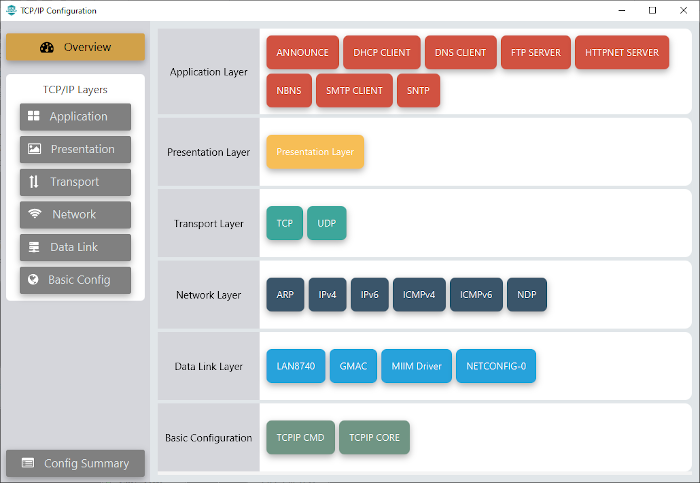 TCP/IP Configuration
Overview
TCP/IP Layers
Application
Presentation
Transport
Network
Data Link
Basic Config
Config Summary
Application Layer
ANNOUNCE DHCP CLIENT DNS CLIENT FTP SERVER HTTPNET SERVER
NBNS SMTP CLIENT SNTP
Presentation Layer
Presentation Layer
Transport Layer
TCP UDP
Network Layer
ARP IPv4 IPv6 ICMPv4 ICMPv6 NDP
Data Link Layer
LAN8740 GMAC MIIM Driver NETCONFIG-0
Basic Configuration
TCPIP CMD TCPIP CORE